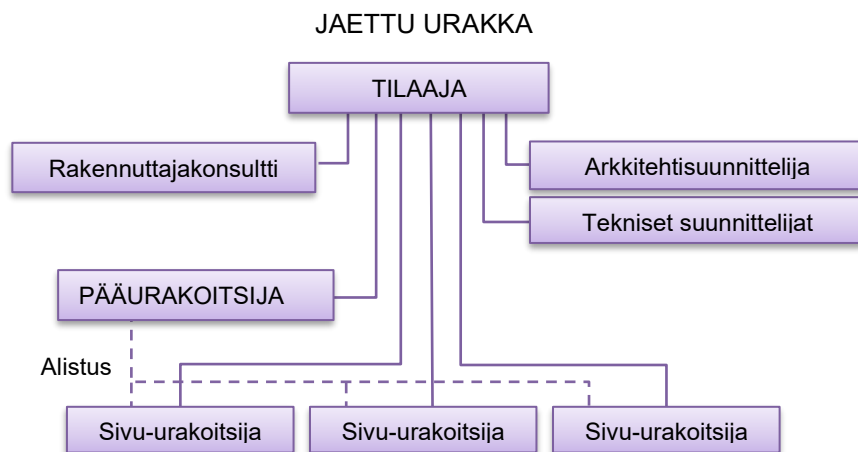 JAETTU URAKKA
TILAAJA
Rakennuttajakonsultti
Arkkitehtisuunnittelija
Tekniset suunnittelijat
PÄÄURAKOITSIJA
Alistus
Sivu-urakoitsija
Sivu-urakoitsija
Sivu-urakoitsija